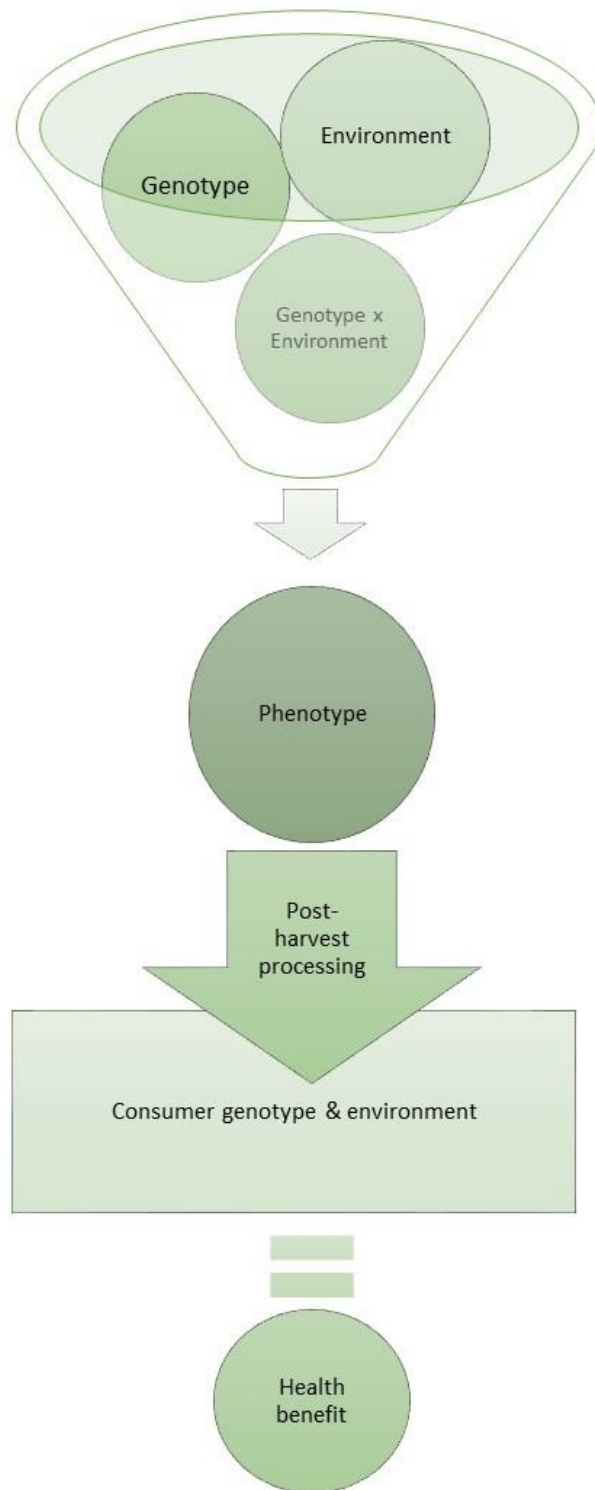 Environment
Genotype
Genotype x
Environment
Phenotype
Post-
harvest
processing
Consumer genotype & environment
Health
benefit